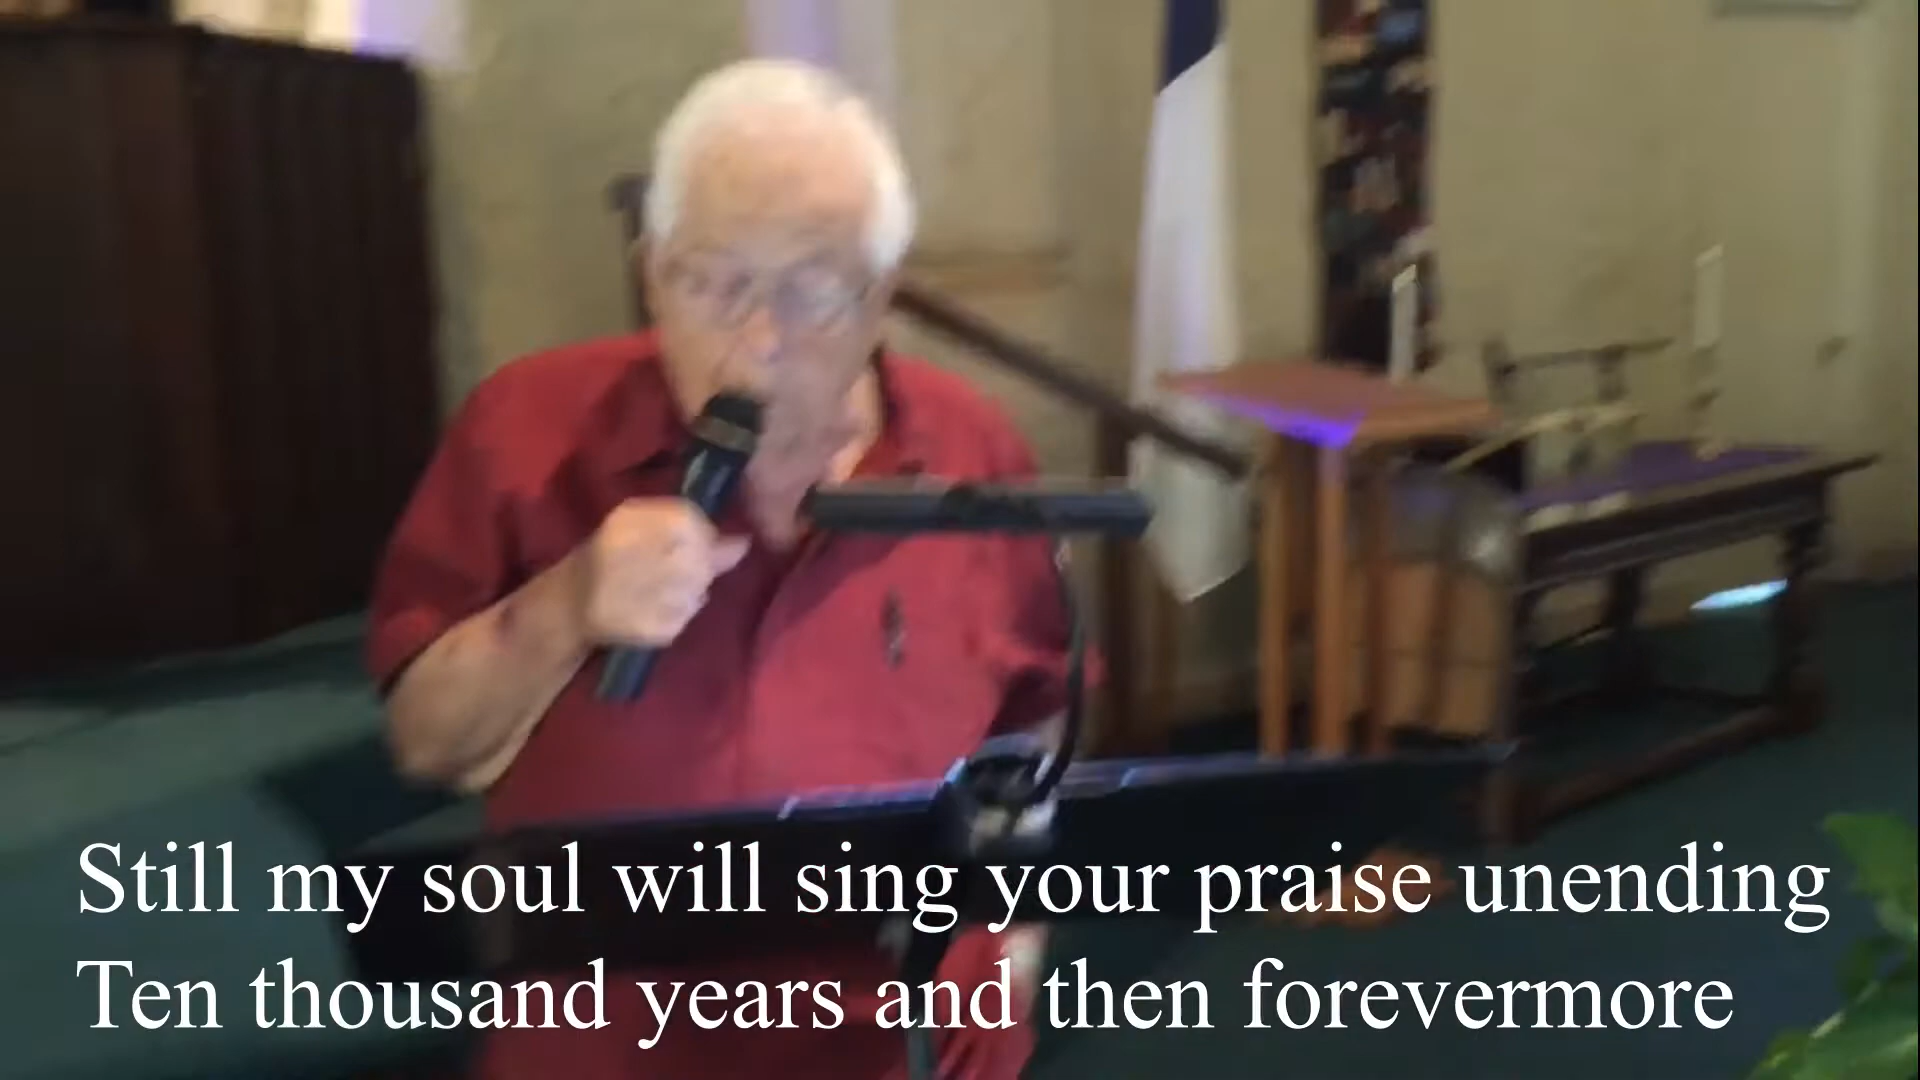 Still my soul will sing your praise unending
Ten thousand years and then forevermore